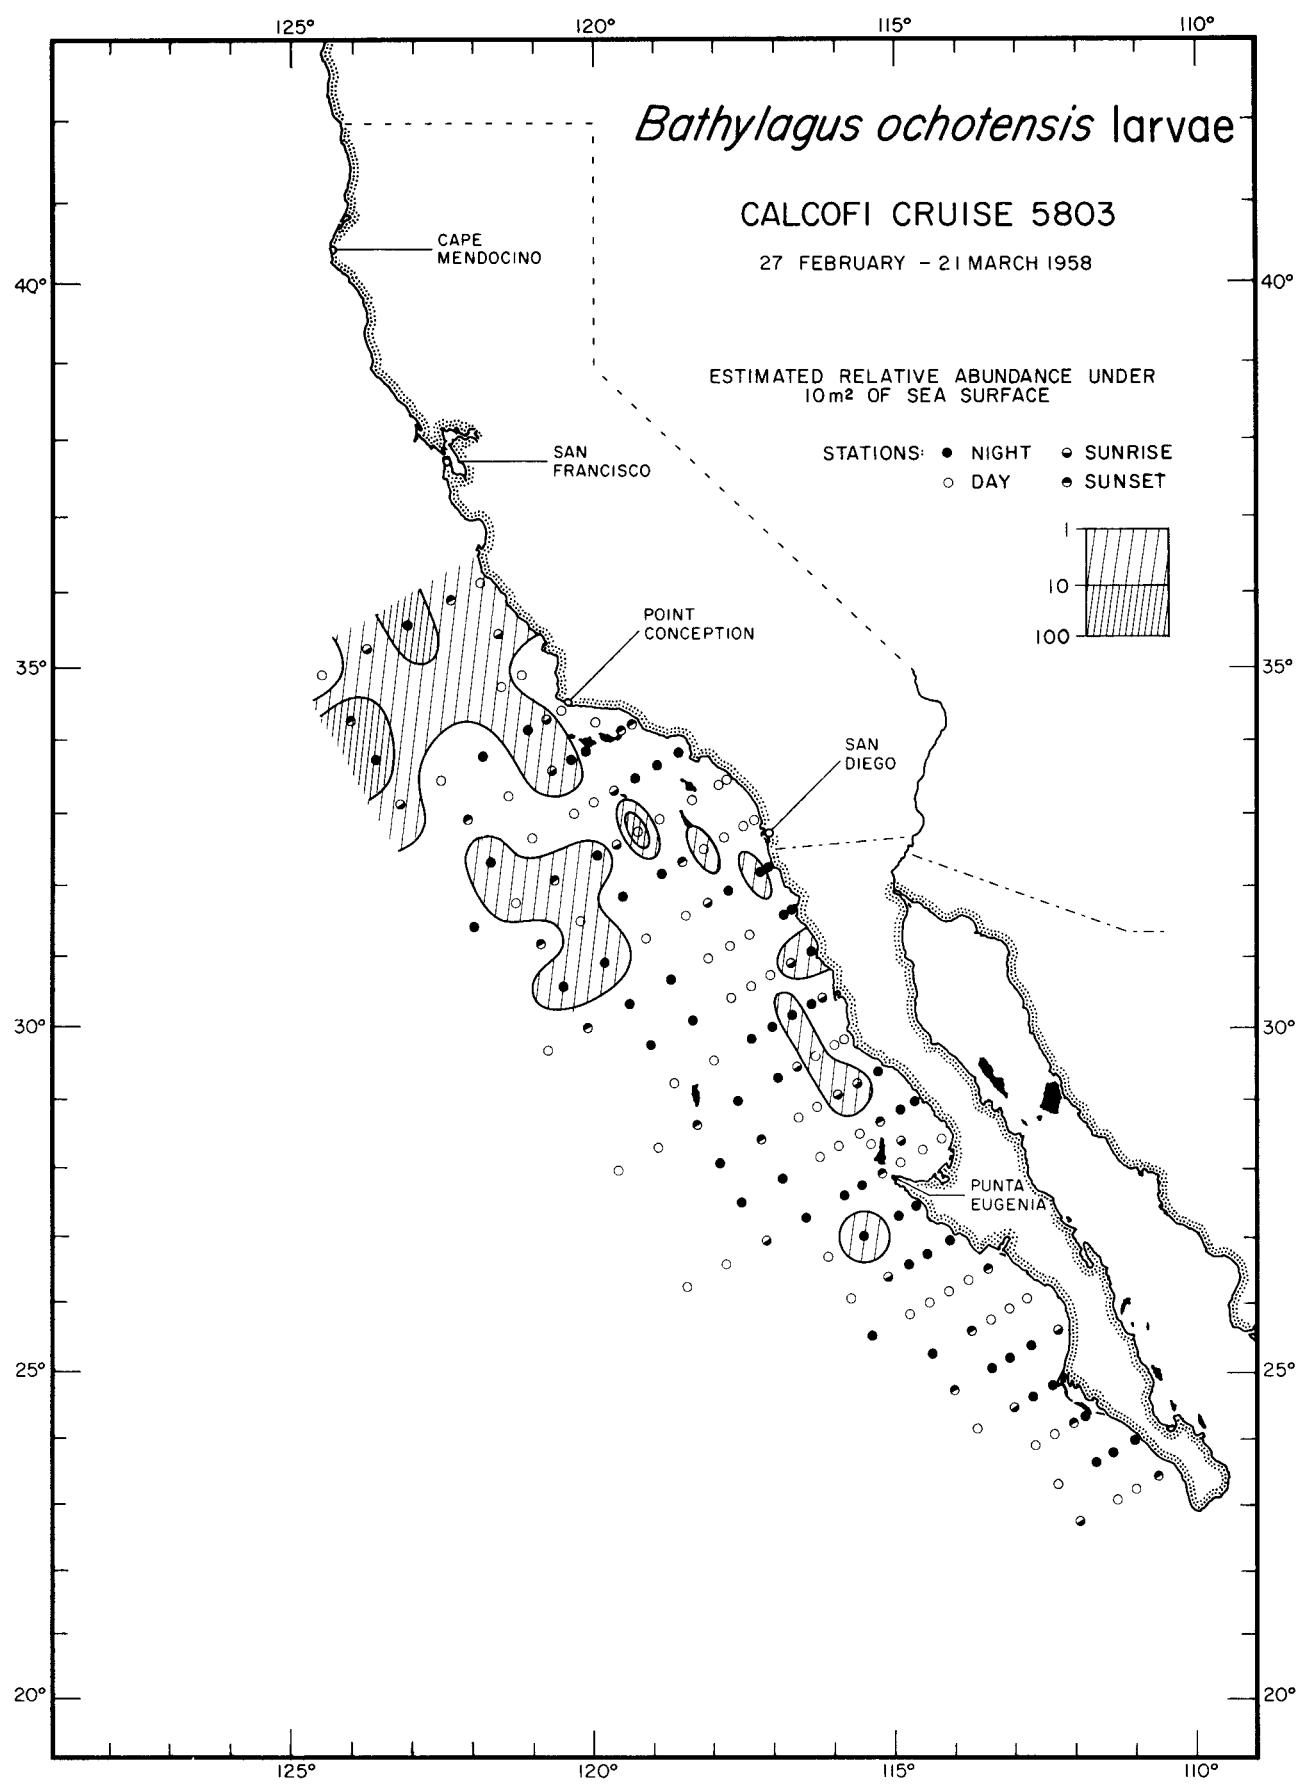 125° 120° 115° 110°
Bathylagus ochotensis larvae
CALCOFI CRUISE 5803
27 FEBRUARY – 21 MARCH 1958
CAPE
MENDOCINO
40° 40°
ESTIMATED RELATIVE ABUNDANCE UNDER
10 m² OF SEA SURFACE
STATIONS: NIGHT SUNRISE
DAY SUNSET
SAN
FRANCISCO
1
10
100
POINT
CONCEPTION
35° 35°
SAN
DIEGO
30° 30°
PUNTA
EUGENIA
25° 25°
20° 20°
125° 120° 115° 110°